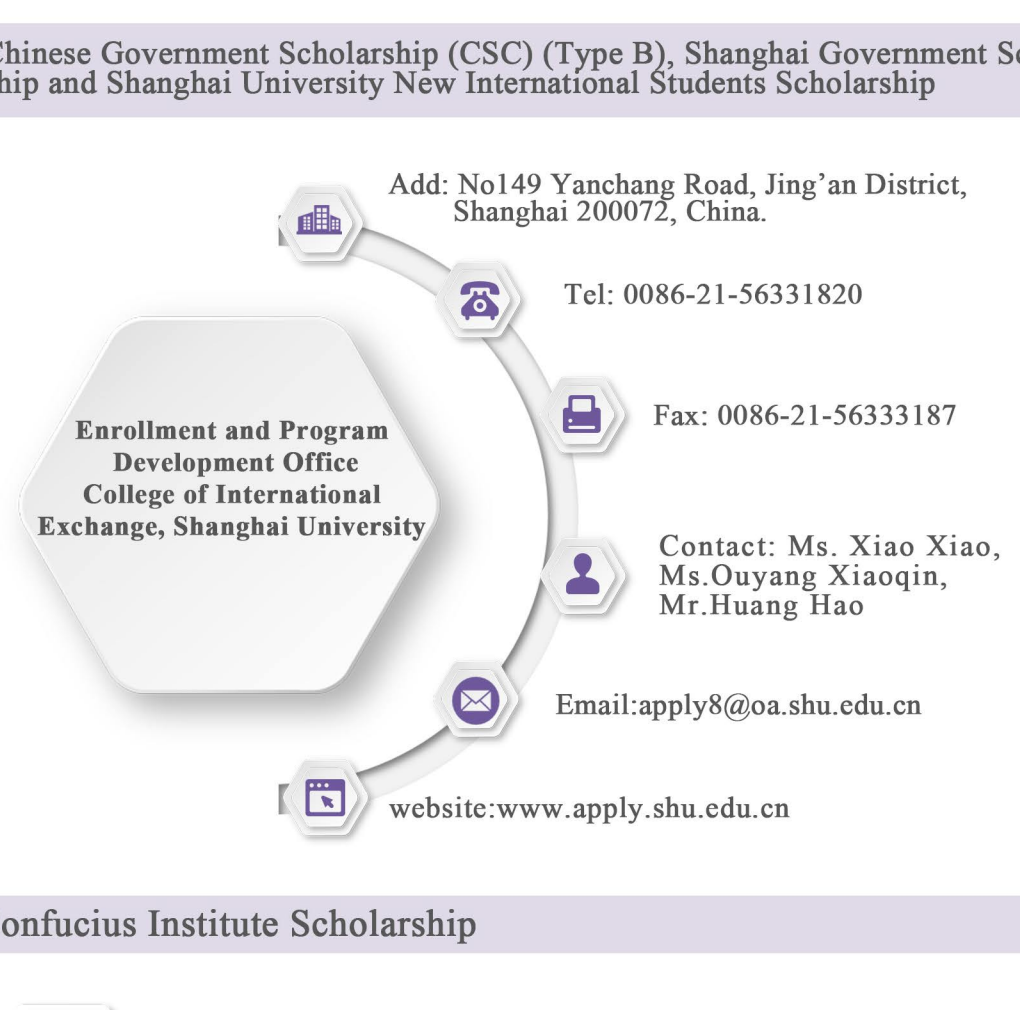 Chinese Government Scholarship (CSC) (Type B), Shanghai Government Sc
hip and Shanghai University New International Students Scholarship
Add: No149 Yanchang Road, Jing’an District,
Shanghai 200072, China.
Tel: 0086-21-56331820
Fax: 0086-21-56333187
Enrollment and Program
Development Office
College of International
Exchange, Shanghai University
Contact: Ms. Xiao Xiao,
Ms.Ouyang Xiaoqin,
Mr.Huang Hao
Email:apply8@oa.shu.edu.cn
website:www.apply.shu.edu.cn
onfucius Institute Scholarship